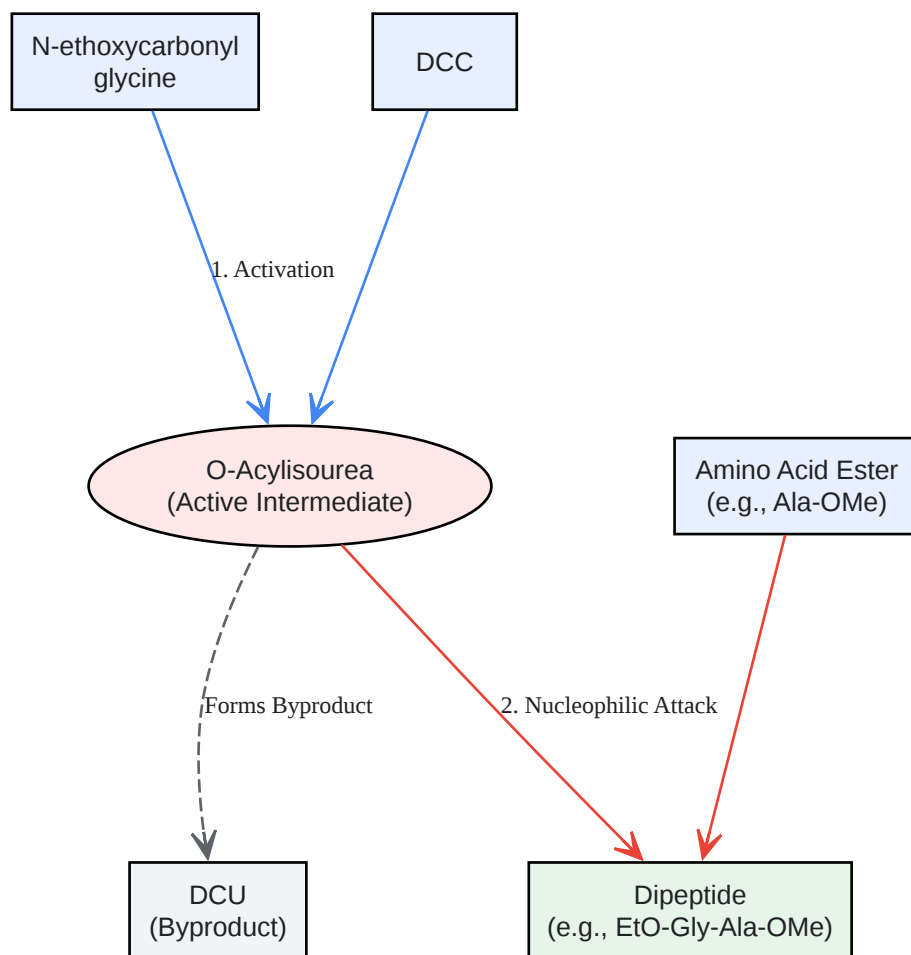 N-ethoxycarbonyl
glycine
DCC
1. Activation
O-Acylisourea
(Active Intermediate)
Amino Acid Ester
(e.g., Ala-OMe)
Forms Byproduct
2. Nucleophilic Attack
DCU
(Byproduct)
Dipeptide
(e.g., EtO-Gly-Ala-OMe)